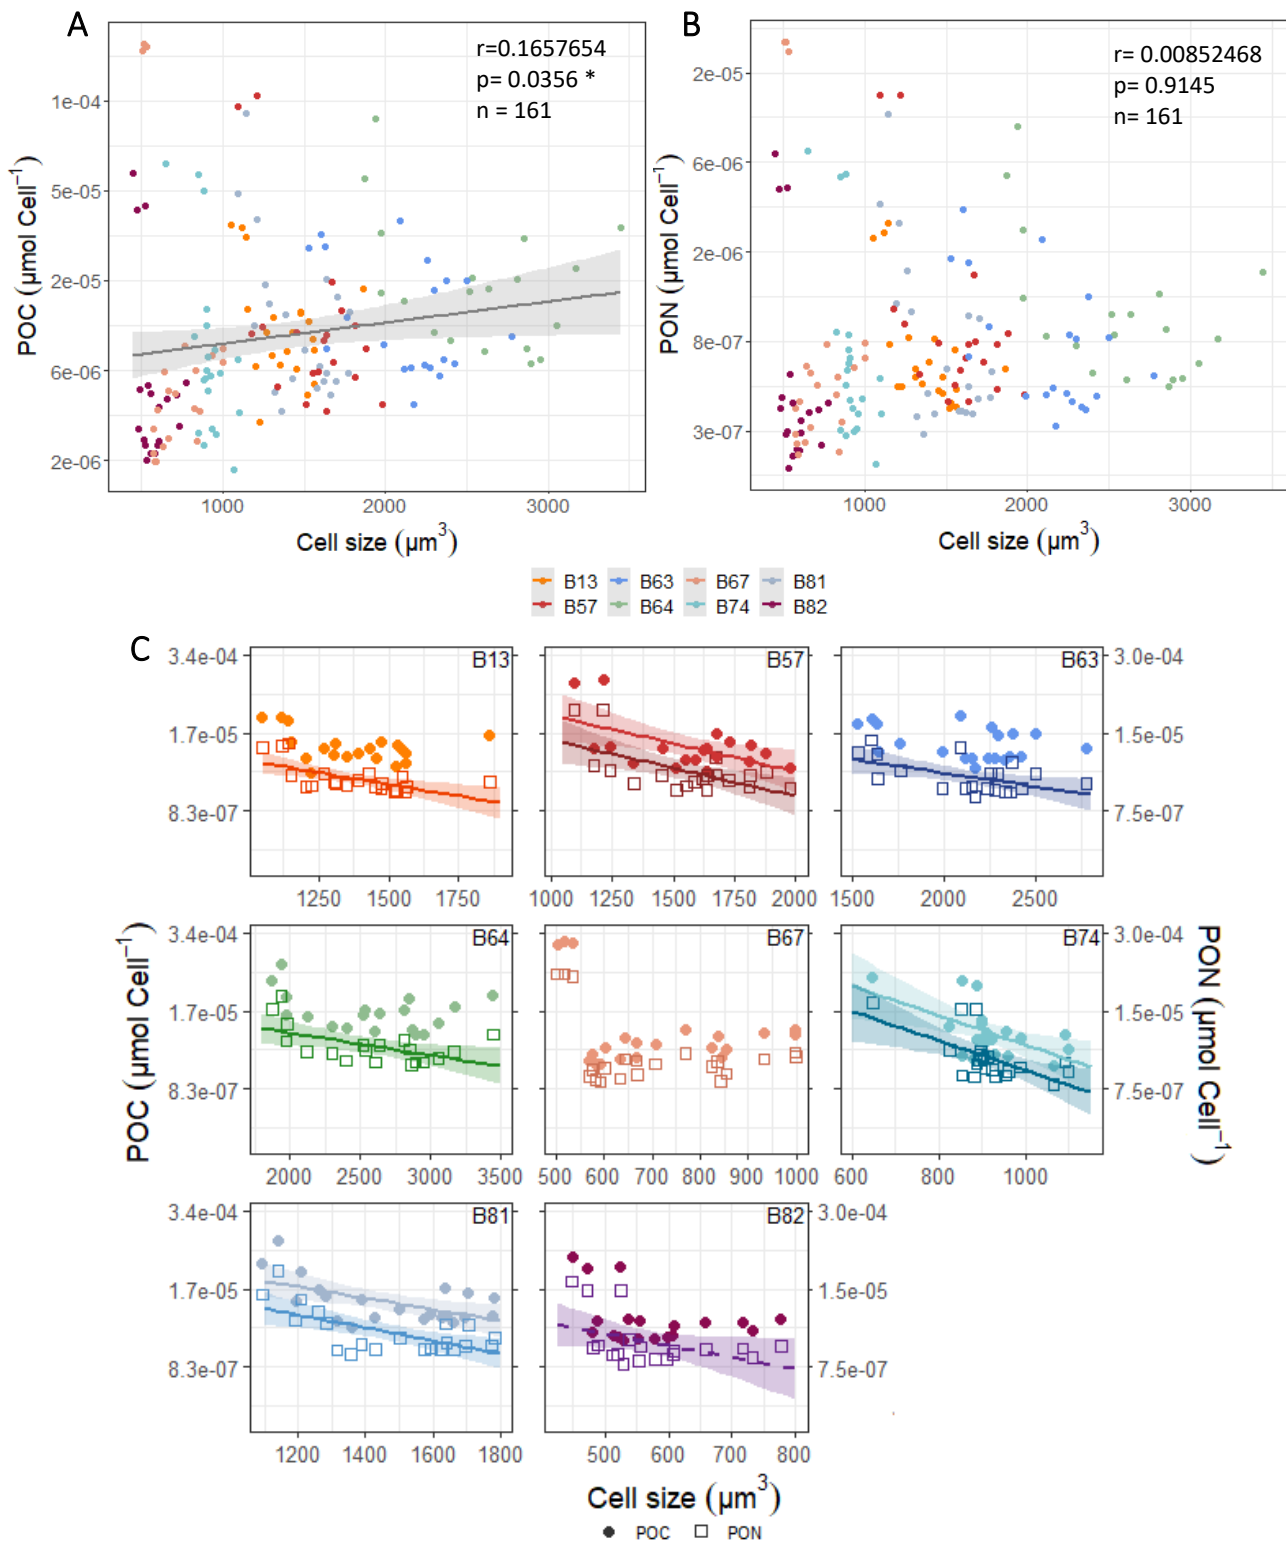 A
r=0.1657654
p= 0.0356 *
n = 161
1e-04
5e-05
2e-05
6e-06
2e-06
POC (µmol Cell⁻¹)
1000 2000 3000
Cell size (µm³)
B
r= 0.00852468
p= 0.9145
n= 161
2e-05
6e-06
2e-06
8e-07
3e-07
PON (µmol Cell⁻¹)
1000 2000 3000
Cell size (µm³)
B13 B63 B67 B81
B57 B64 B74 B82
C
B13 B57 B63
3.4e-04 3.0e-04
1.7e-05 1.5e-05
8.3e-07 7.5e-07
1250 1500 1750 1000 1250 1500 1750 2000 1500 2000 2500
B64 B67 B74
3.4e-04 3.0e-04
1.7e-05 1.5e-05
8.3e-07 7.5e-07
POC (µmol Cell⁻¹)
PON (µmol Cell⁻¹)
2000 2500 3000 3500 500 600 700 800 900 1000 600 800 1000
B81 B82
3.4e-04 3.0e-04
1.7e-05 1.5e-05
8.3e-07 7.5e-07
1200 1400 1600 1800 500 600 700 800
Cell size (µm³)
POC PON